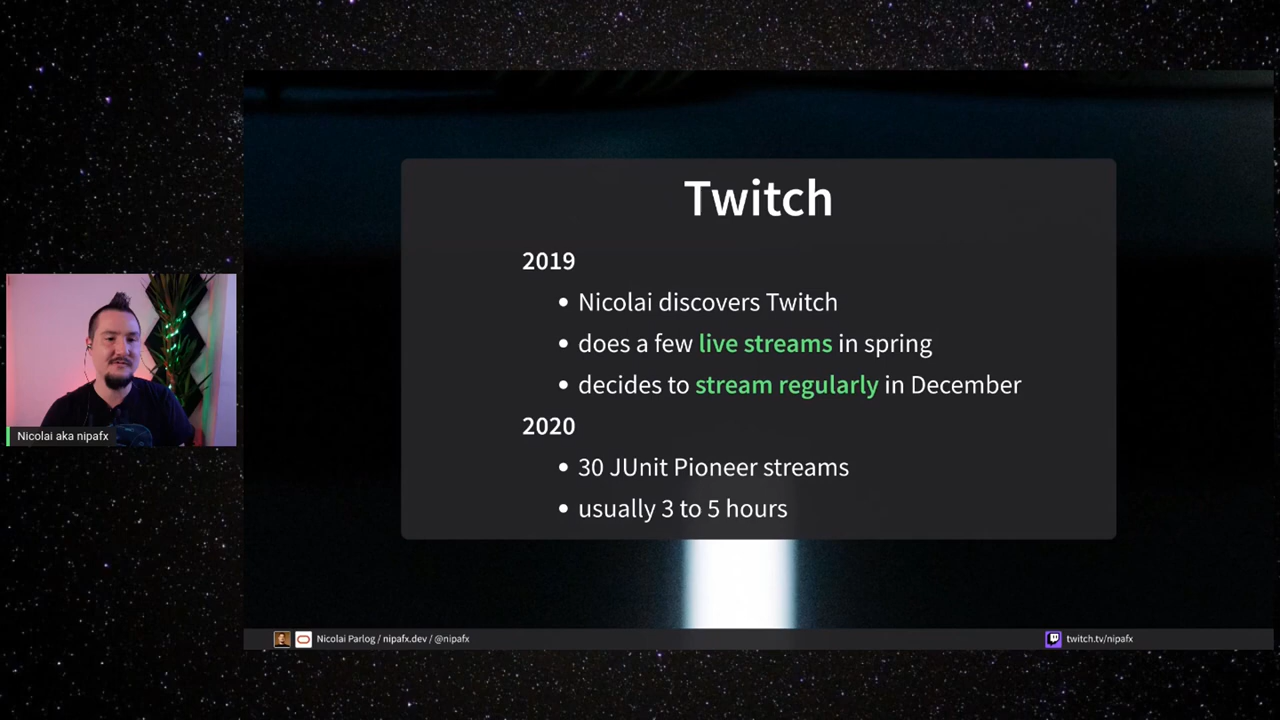 Twitch
2019
Nicolai discovers Twitch
does a few live streams in spring
decides to stream regularly in December
2020
30 JUnit Pioneer streams
usually 3 to 5 hours
Nicolai aka nipafx
Nicolai Parlog / nipafx.dev / @nipafx
twitch.tv/nipafx